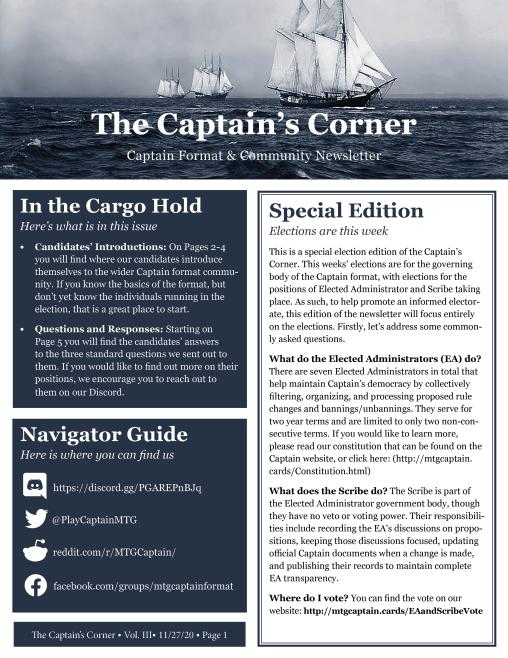 The Captain's Corner
Captain Format & Community Newsletter
In the Cargo Hold
Here's what is in this issue
• Candidates' Introductions: On Pages 2-4
you will find where our candidates introduce
themselves to the wider Captain format commu-
nity. If you know the basics of the format, but
don't yet know the individuals running in the
election, that is a great place to start.
• Questions and Responses: Starting on
Page 5 you will find the candidates' answers
to the three standard questions we sent out to
them. If you would like to find out more on their
positions, we encourage you to reach out to
them on our Discord.
Navigator Guide
Here is where you can find us
https://discord.gg/PGAREPnBJq
@PlayCaptainMTG
reddit.com/r/MTGCaptain/
facebook.com/groups/mtgcaptainformat
The Captain's Corner • Vol. III• 11/27/20 • Page 1
Special Edition
Elections are this week
This is a special election edition of the Captain's
Corner. This weeks' elections are for the governing
body of the Captain format, with elections for the
positions of Elected Administrator and Scribe taking
place. As such, to help promote an informed elector-
ate, this edition of the newsletter will focus entirely
on the elections. Firstly, let's address some common-
ly asked questions.
What do the Elected Administrators (EA) do?
There are seven Elected Administrators in total that
help maintain Captain's democracy by collectively
filtering, organizing, and processing proposed rule
changes and bannings/unbannings. They serve for
two year terms and are limited to only two non-con-
secutive terms. If you would like to learn more,
please read our constitution that can be found on the
Captain website, or click here: (http://mtgcaptain.
cards/Constitution.html)
What does the Scribe do? The Scribe is part of
the Elected Administrator government body, though
they have no veto or voting power. Their responsibili-
ties include recording the EA's discussions on propo-
sitions, keeping those discussions focused, updating
official Captain documents when a change is made,
and publishing their records to maintain complete
EA transparency.
Where do I vote? You can find the vote on our
website: http://mtgcaptain.cards/EAandScribeVote